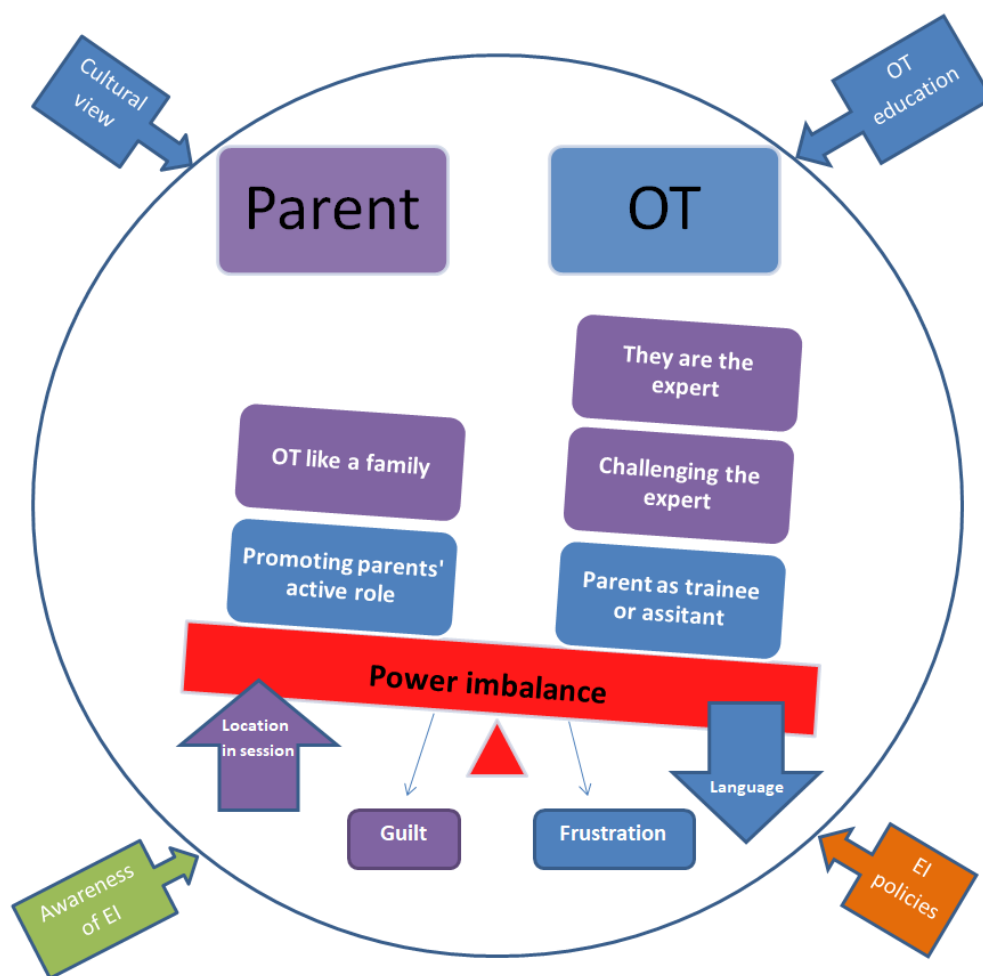 Cultural
view
OT
education
Parent
OT
They are the
expert
OT like a family
Challenging the
expert
Promoting parents'
active role
Parent as trainee
or assitant
Power imbalance
Location
in session
Language
Guilt
Frustration
Awareness
of EI
EI
policies